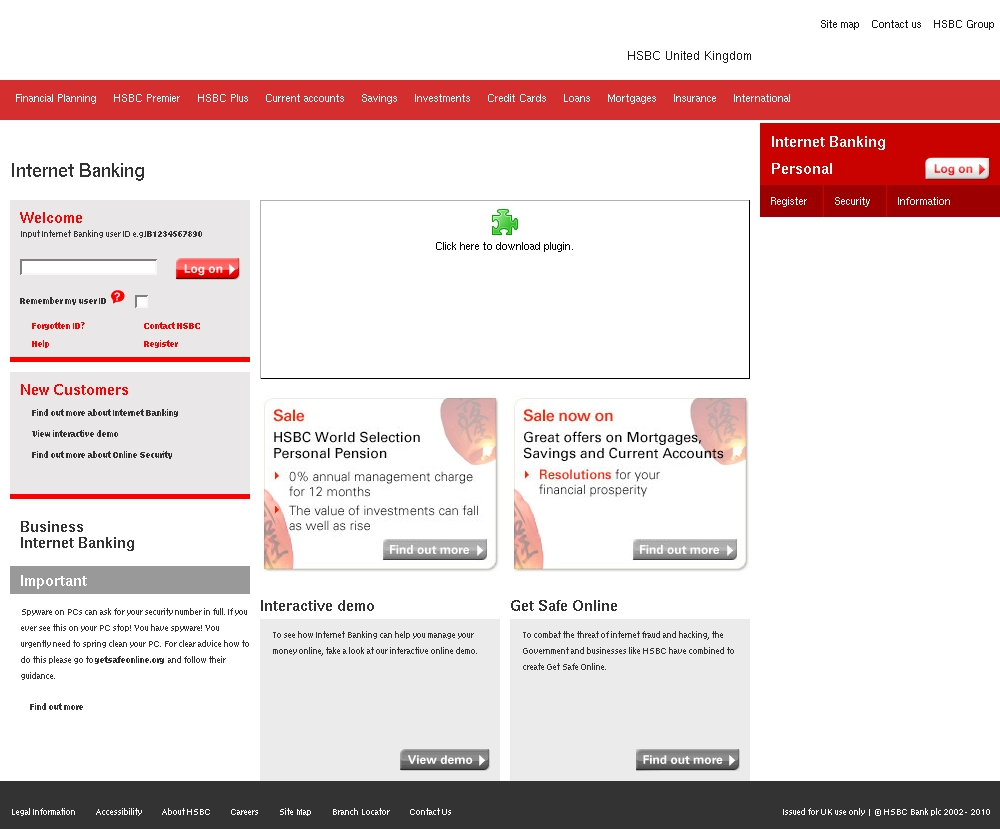 Site map Contact us HSBC Group
HSBC United Kingdom
Financial Planning HSBC Premier HSBC Plus Current accounts Savings Investments Credit Cards Loans Mortgages Insurance International
Internet Banking
Personal
Log on
Register Security Information
Internet Banking
Welcome
Input Internet Banking user ID e.g.IB1234567890
Log on
Remember my user ID ?
Forgotten ID? Contact HSBC
Help Register
New Customers
Find out more about Internet Banking
View interactive demo
Find out more about Online Security
Business
Internet Banking
Important
Spyware on PCs can ask for your security number in full. If you
ever see this on your PC stop! You have spyware! You
urgently need to spring clean your PC. For clear advice how to
do this please go to getsafeonline.org and follow their
guidance.
Find out more
Click here to download plugin.
Sale
HSBC World Selection
Personal Pension
0% annual management charge
for 12 months
The value of investments can fall
as well as rise
Find out more
Sale now on
Great offers on Mortgages,
Savings and Current Accounts
Resolutions for your
financial prosperity
Find out more
Interactive demo
To see how Internet Banking can help you manage your
money online, take a look at our interactive online demo.
View demo
Get Safe Online
To combat the threat of internet fraud and hacking, the
Government and businesses like HSBC have combined to
create Get Safe Online.
Find out more
Legal Information Accessibility About HSBC Careers Site Map Branch Locator Contact Us
Issued for UK use only | © HSBC Bank plc 2002 - 2010